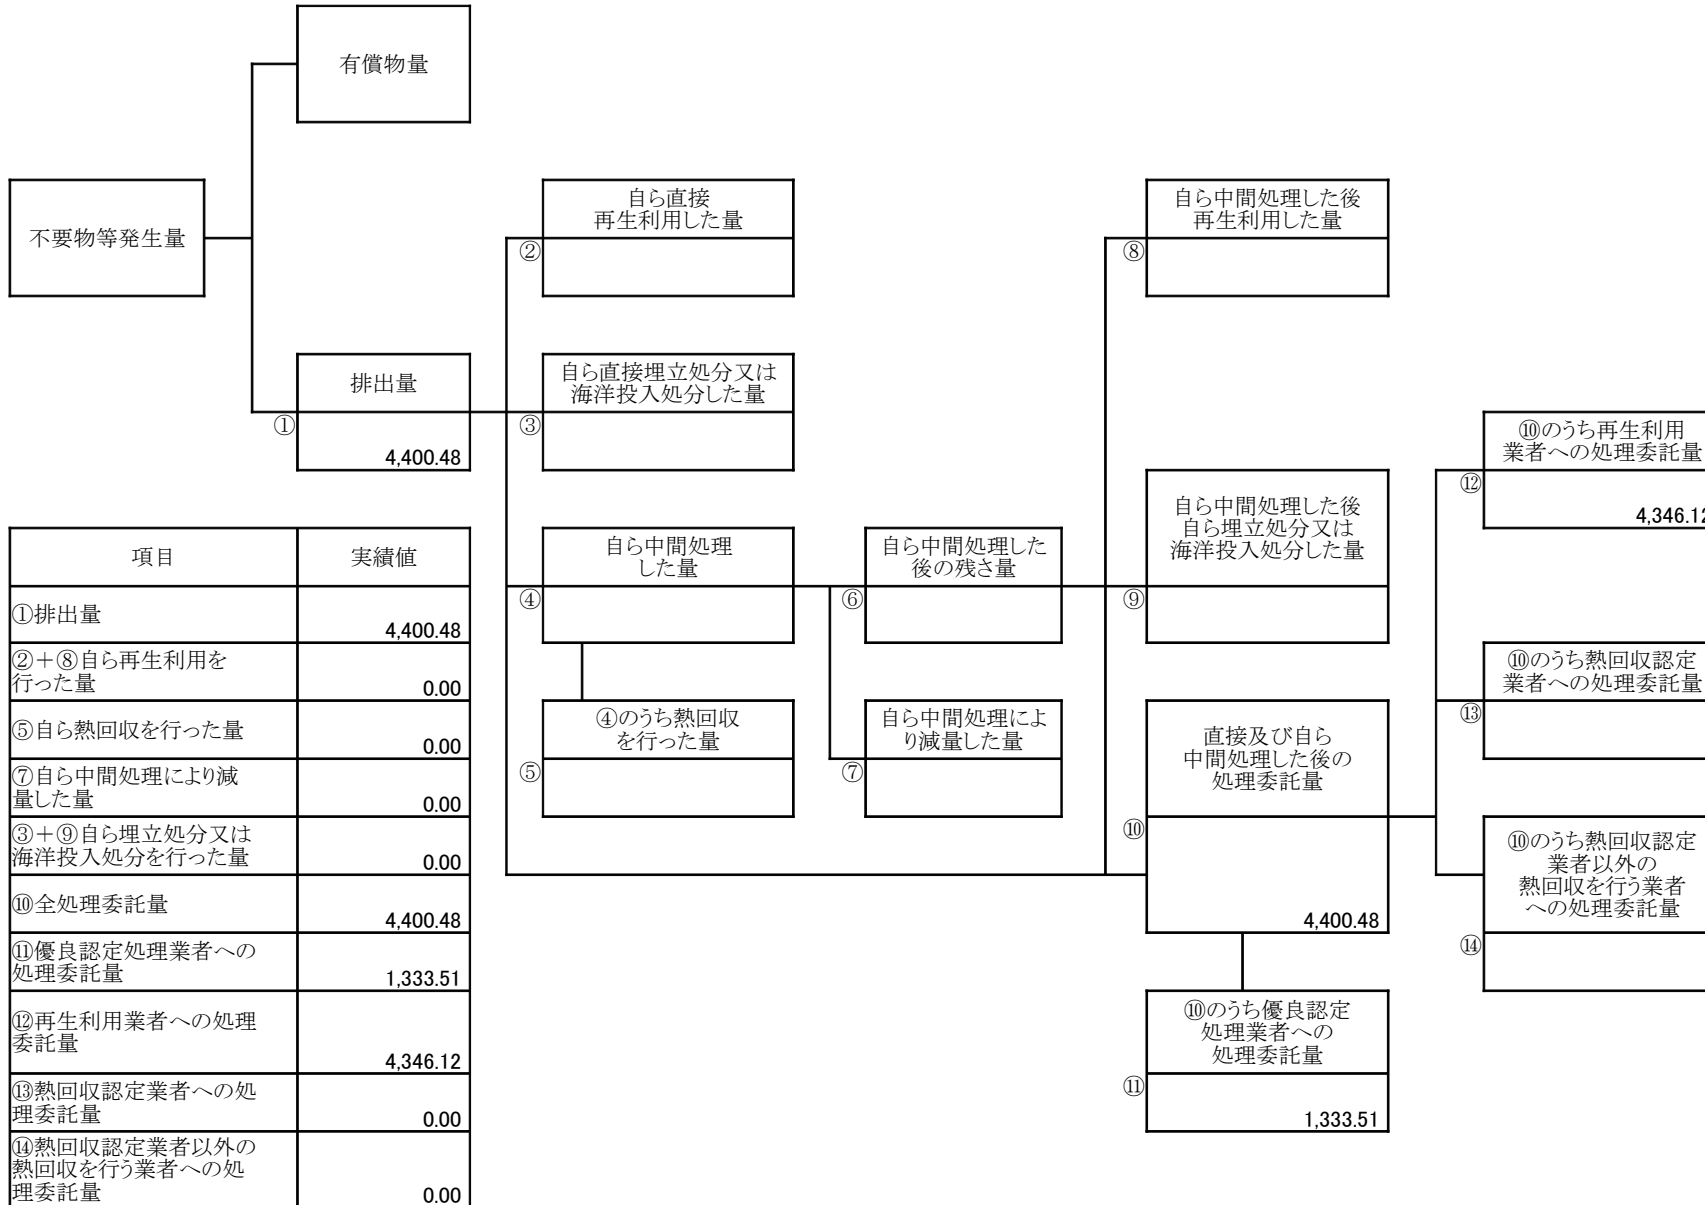 有償物量
不要物等発生量
自ら直接
再生利用した量
②
自ら中間処理した後
再生利用した量
⑧
排出量
①
4,400.48
自ら直接埋立処分又は
海洋投入処分した量
③
⑩のうち再生利用
業者への処理委託量
⑫
4,346.12
自ら中間処理
した量
④
自ら中間処理した
後の残さ量
⑥
自ら中間処理した後
自ら埋立処分又は
海洋投入処分した量
⑨
⑩のうち熱回収認定
業者への処理委託量
⑬
④のうち熱回収
を行った量
⑤
自ら中間処理によ
り減量した量
⑦
直接及び自ら
中間処理した後の
処理委託量
⑩
4,400.48
⑩のうち熱回収認定
業者以外の
熱回収を行う業者
への処理委託量
⑭
⑩のうち優良認定
処理業者への
処理委託量
⑪
1,333.51
項目 実績値
①排出量
4,400.48
②＋⑧自ら再生利用を
行った量
0.00
⑤自ら熱回収を行った量
0.00
⑦自ら中間処理により減
量した量
0.00
③＋⑨自ら埋立処分又は
海洋投入処分を行った量
0.00
⑩全処理委託量
4,400.48
⑪優良認定処理業者への
処理委託量
1,333.51
⑫再生利用業者への処理
委託量
4,346.12
⑬熱回収認定業者への処
理委託量
0.00
⑭熱回収認定業者以外の
熱回収を行う業者への処
理委託量
0.00